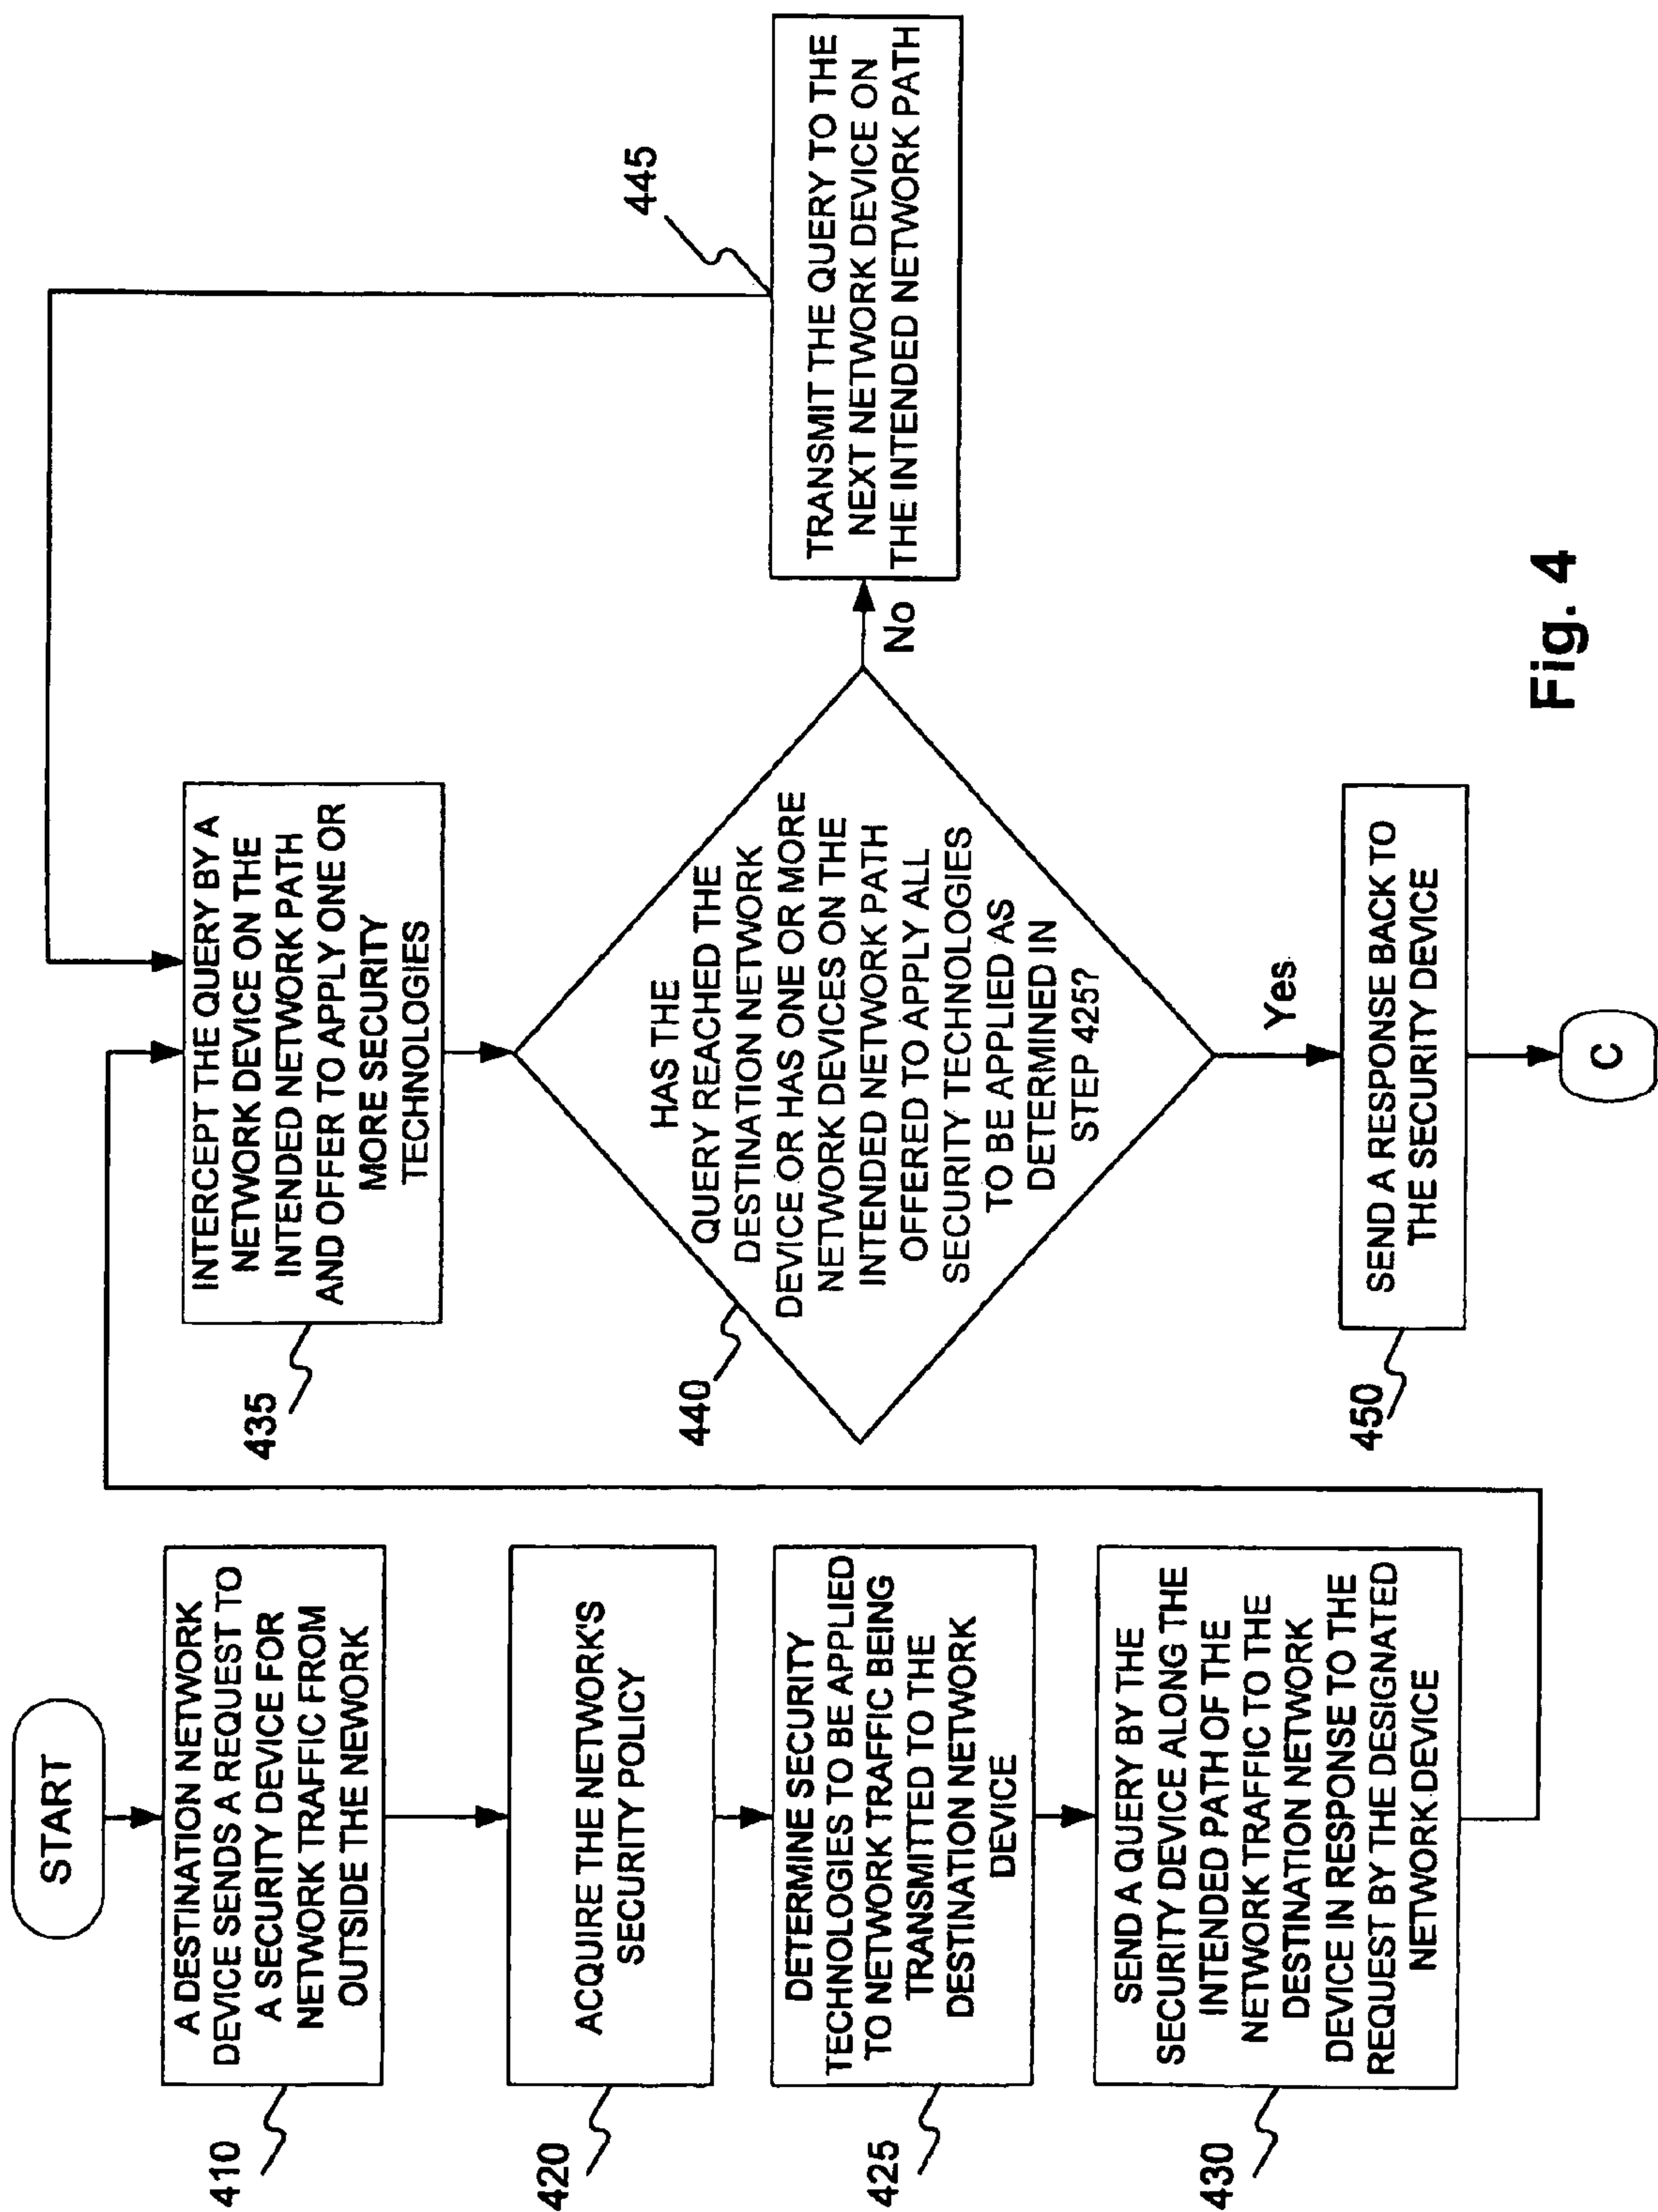 START
410
A DESTINATION NETWORK
DEVICE SENDS A REQUEST TO
A SECURITY DEVICE FOR
NETWORK TRAFFIC FROM
OUTSIDE THE NEWORK
420
ACQUIRE THE NETWORK'S
SECURITY POLICY
425
DETERMINE SECURITY
TECHNOLOGIES TO BE APPLIED
TO NETWORK TRAFFIC BEING
TRANSMITTED TO THE
DESTINATION NETWORK
DEVICE
430
SEND A QUERY BY THE
SECURITY DEVICE ALONG THE
INTENDED PATH OF THE
NETWORK TRAFFIC TO THE
DESTINATION NETWORK
DEVICE IN RESPONSE TO THE
REQUEST BY THE DESIGNATED
NETWORK DEVICE
435
INTERCEPT THE QUERY BY A
NETWORK DEVICE ON THE
INTENDED NETWORK PATH
AND OFFER TO APPLY ONE OR
MORE SECURITY
TECHNOLOGIES
440
HAS THE
QUERY REACHED THE
DESTINATION NETWORK
DEVICE OR HAS ONE OR MORE
NETWORK DEVICES ON THE
INTENDED NETWORK PATH
OFFERED TO APPLY ALL
SECURITY TECHNOLOGIES
TO BE APPLIED AS
DETERMINED IN
STEP 425?
No
445
TRANSMIT THE QUERY TO THE
NEXT NETWORK DEVICE ON
THE INTENDED NETWORK PATH
Yes
450
SEND A RESPONSE BACK TO
THE SECURITY DEVICE
C
Fig. 4